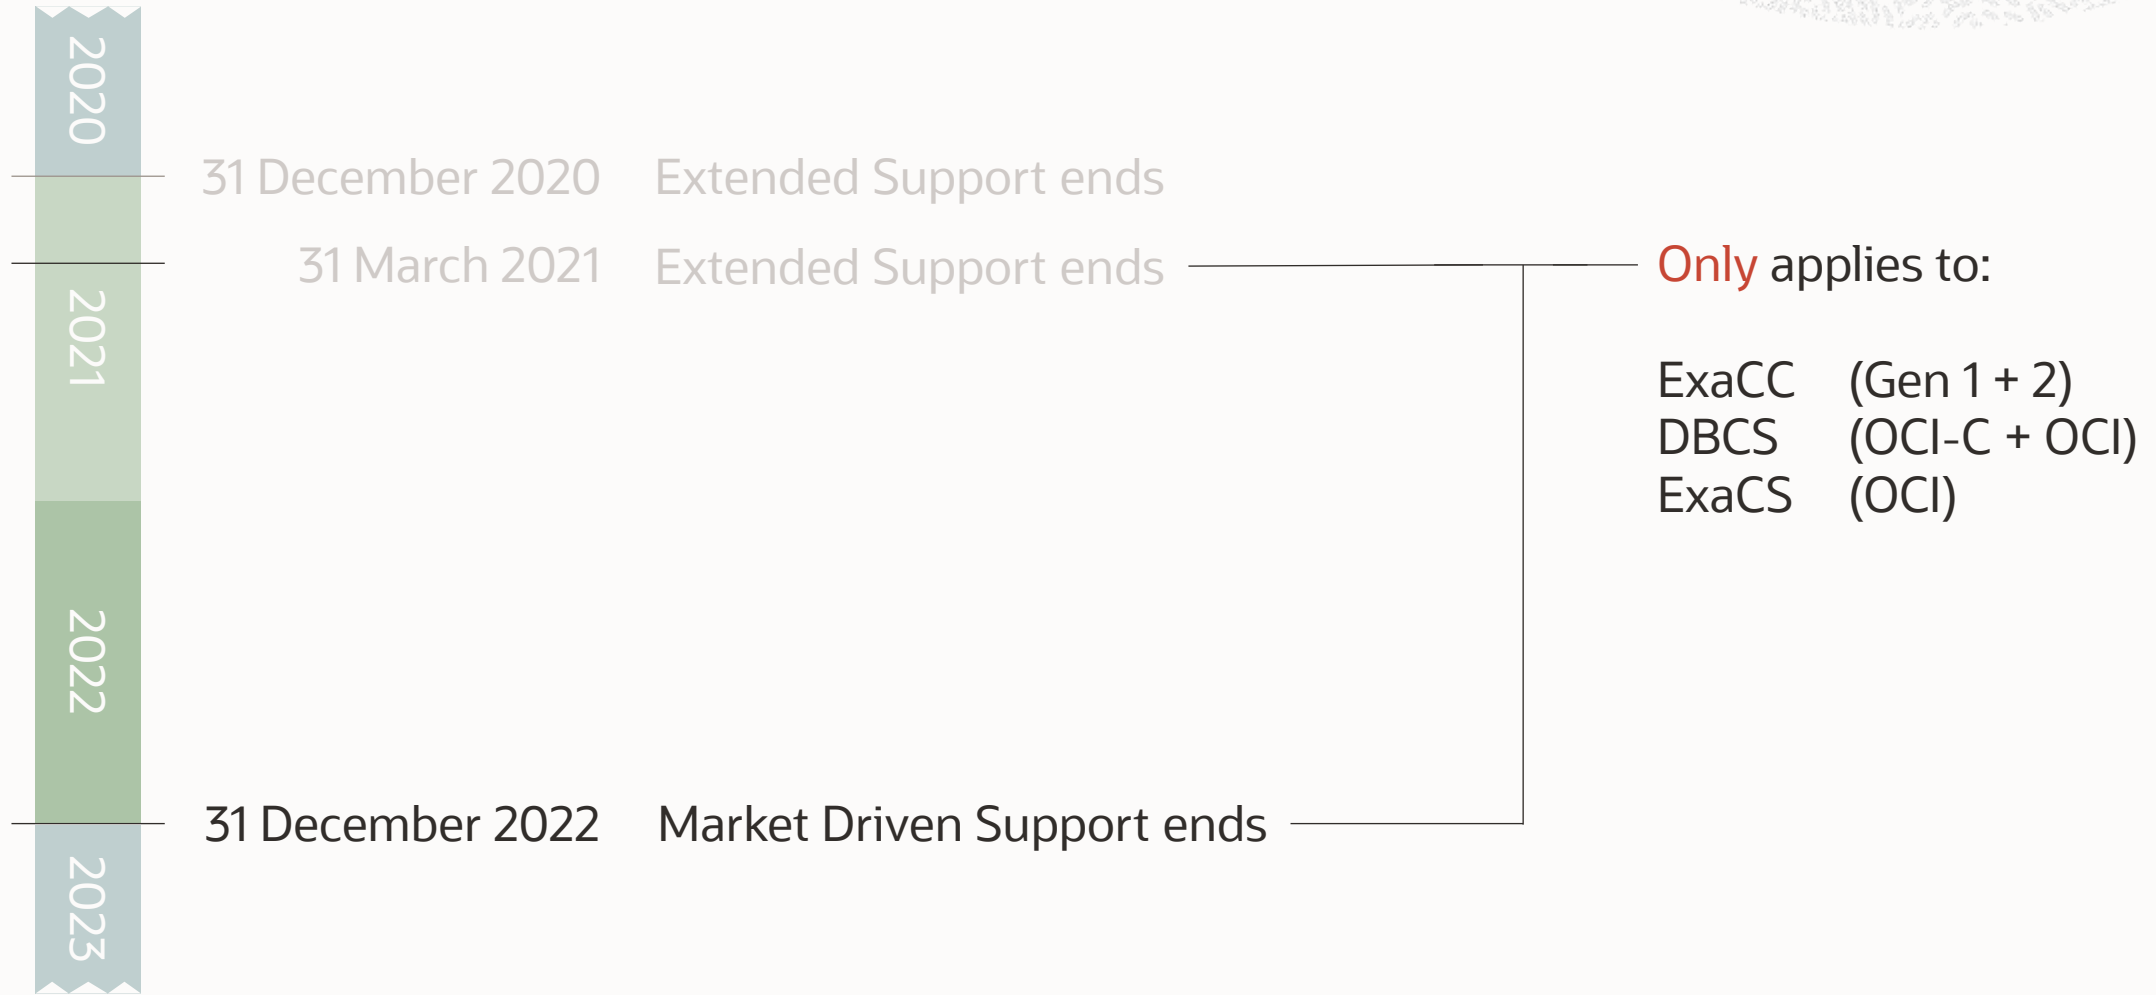 2020
31 December 2020 Extended Support ends
31 March 2021 Extended Support ends
Only applies to:
2021
ExaCC (Gen 1 + 2)
DBCS (OCI-C + OCI)
ExaCS (OCI)
2022
31 December 2022 Market Driven Support ends
2023